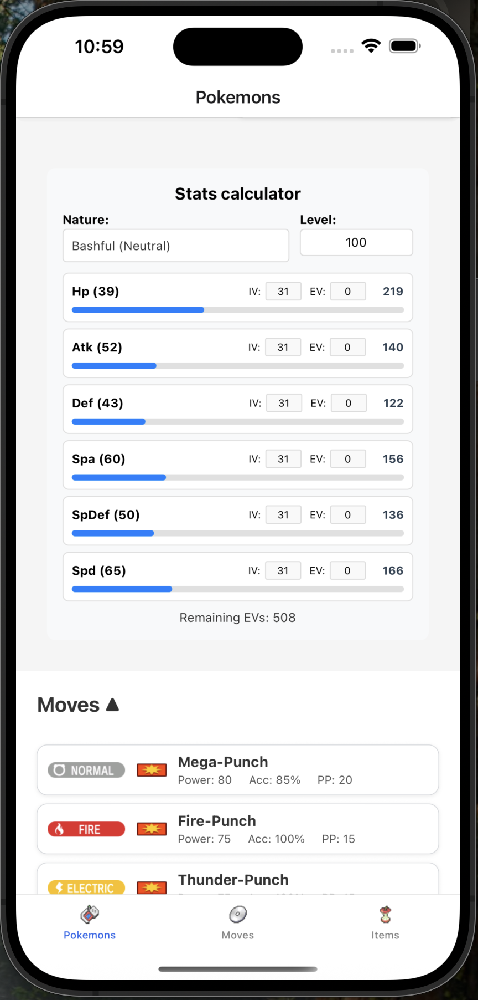 10:59
Pokemons
Stats calculator
Nature:
Level:
Bashful (Neutral)
100
Hp (39) IV: 31 EV: 0 219
Atk (52) IV: 31 EV: 0 140
Def (43) IV: 31 EV: 0 122
Spa (60) IV: 31 EV: 0 156
SpDef (50) IV: 31 EV: 0 136
Spd (65) IV: 31 EV: 0 166
Remaining EVs: 508
Moves
NORMAL
Mega-Punch
Power: 80 Acc: 85% PP: 20
FIRE
Fire-Punch
Power: 75 Acc: 100% PP: 15
ELECTRIC
Thunder-Punch
Pokemons
Moves
Items